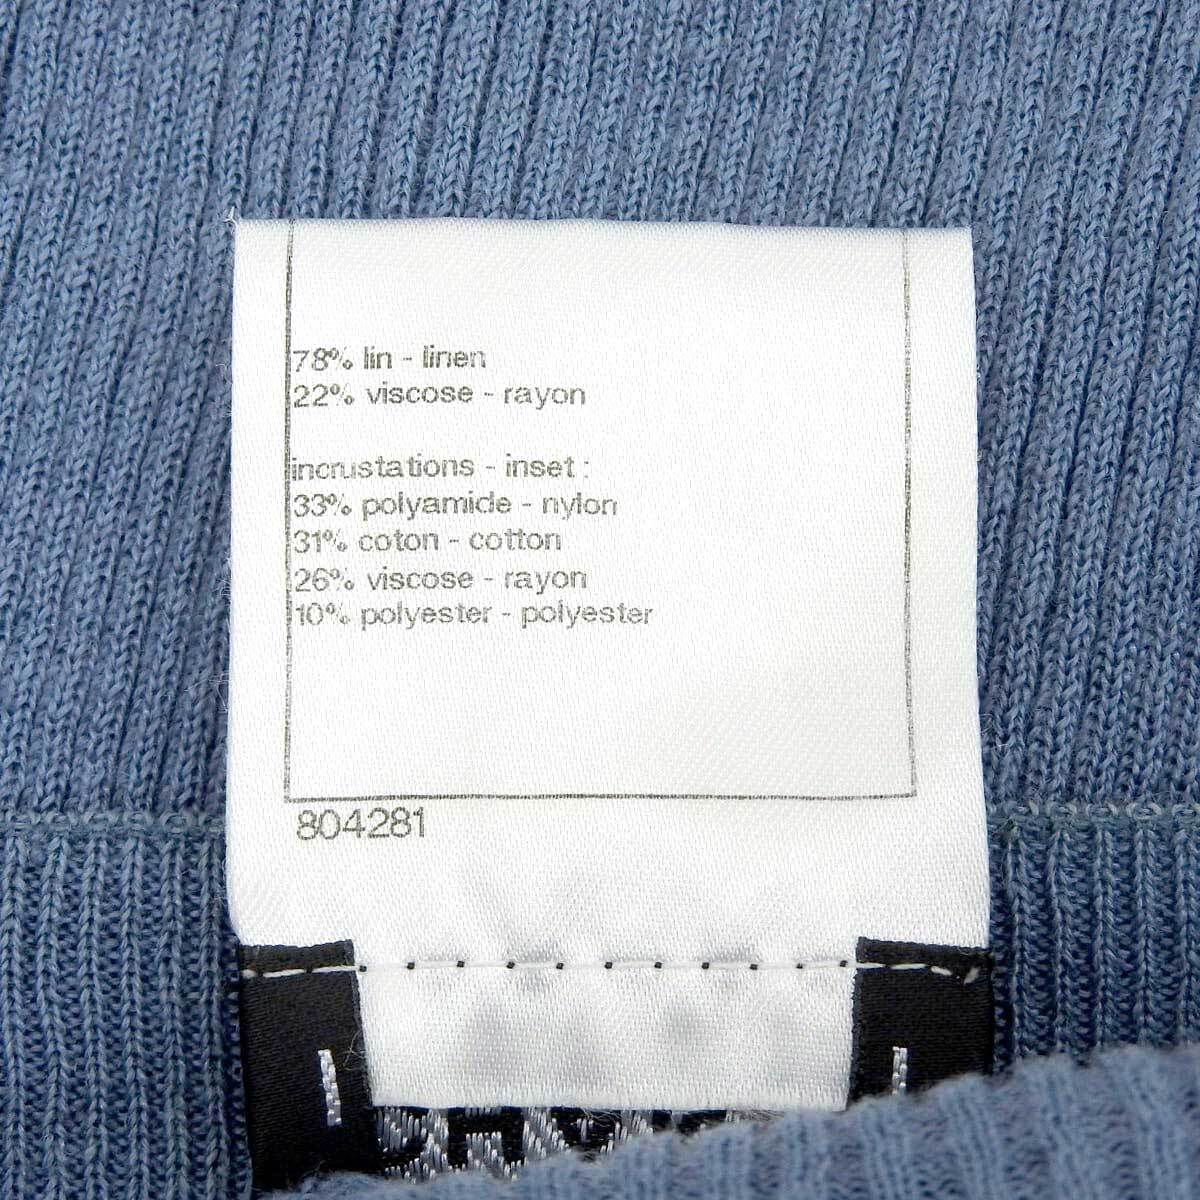 78% lin - linen
22% viscose - rayon
incrustations - inset :
33% polyamide - nylon
31% coton - cotton
26% viscose - rayon
10% polyester - polyester
804281